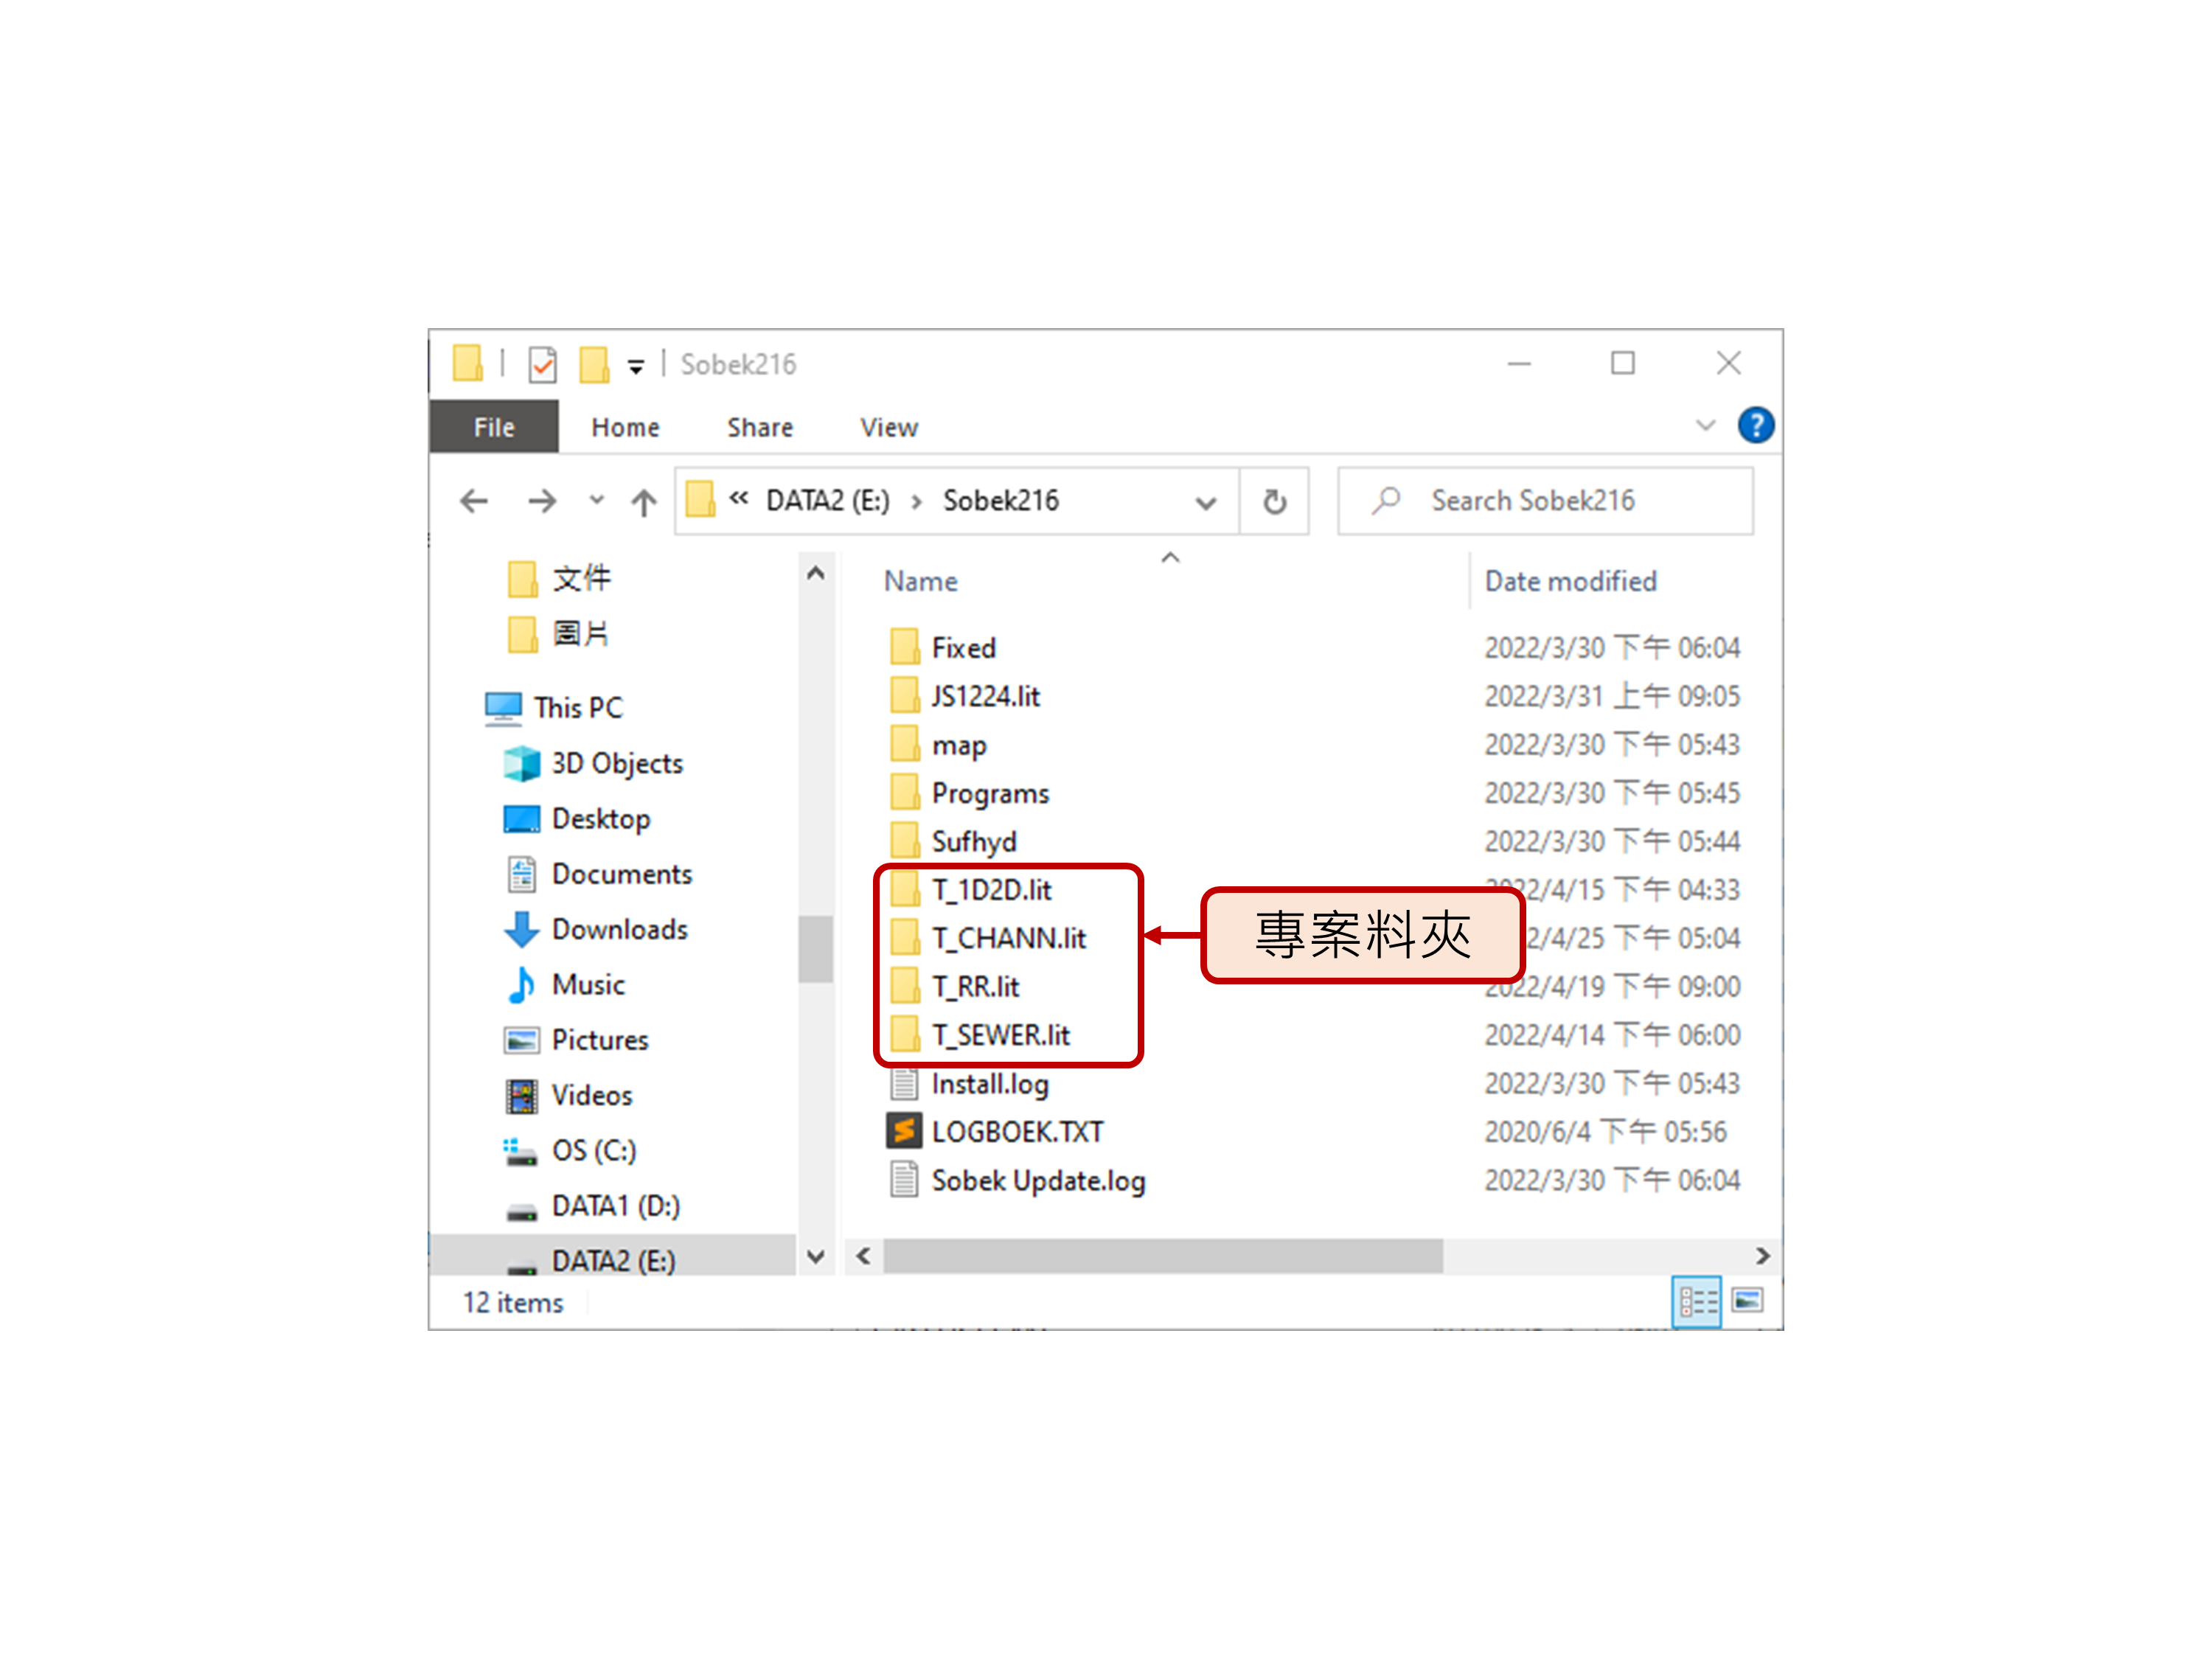 Sobek216
File Home Share View
« DATA2 (E:) › Sobek216
Search Sobek216
文件
圖片
This PC
3D Objects
Desktop
Documents
Downloads
Music
Pictures
Videos
OS (C:)
DATA1 (D:)
DATA2 (E:)
Name Date modified
Fixed 2022/3/30 下午 06:04
JS1224.lit 2022/3/31 上午 09:05
map 2022/3/30 下午 05:43
Programs 2022/3/30 下午 05:45
Sufhyd 2022/3/30 下午 05:44
T_1D2D.lit 22/4/15 下午 04:33
T_CHANN.lit 2/4/25 下午 05:04
T_RR.lit 2022/4/19 下午 09:00
T_SEWER.lit 2022/4/14 下午 06:00
Install.log 2022/3/30 下午 05:43
LOGBOEK.TXT 2020/6/4 下午 05:56
Sobek Update.log 2022/3/30 下午 06:04
專案料夾
12 items